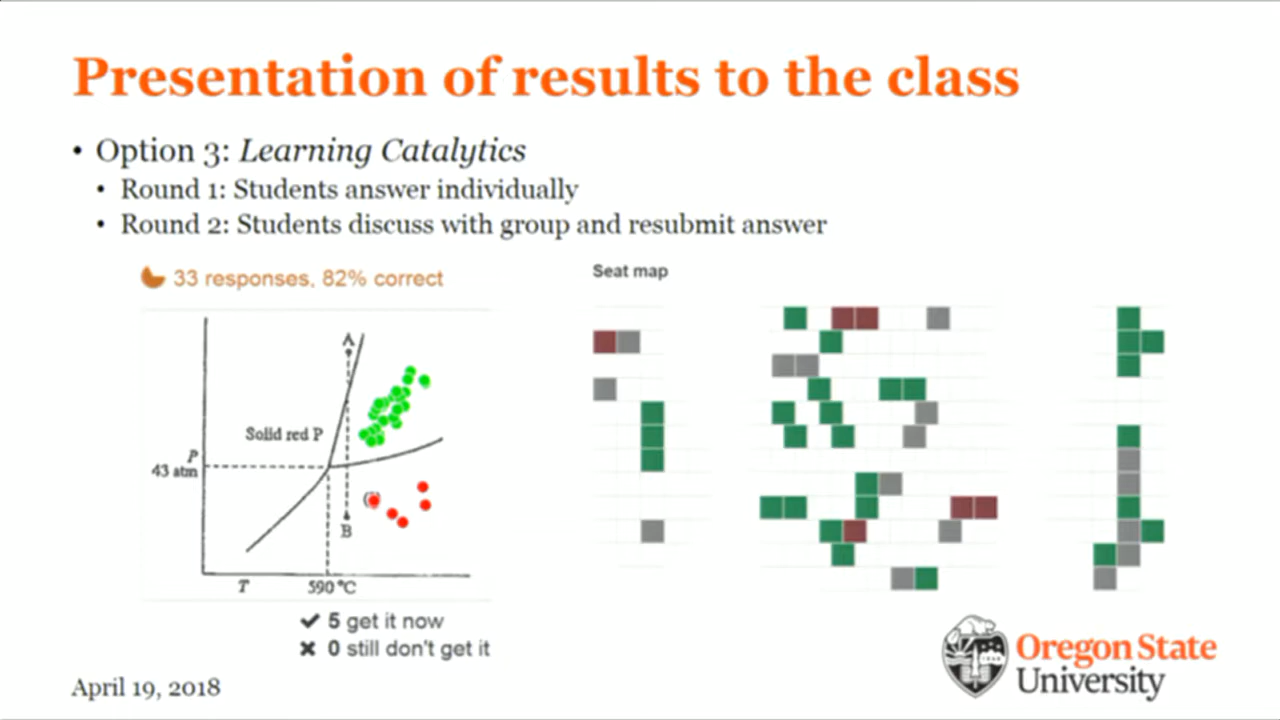 Presentation of results to the class
• Option 3: Learning Catalytics
• Round 1: Students answer individually
• Round 2: Students discuss with group and resubmit answer
33 responses, 82% correct
Seat map
A
Solid red P
P
43 atm
B
T
590 °C
✔ 5 get it now
✖ 0 still don't get it
April 19, 2018
Oregon State
University